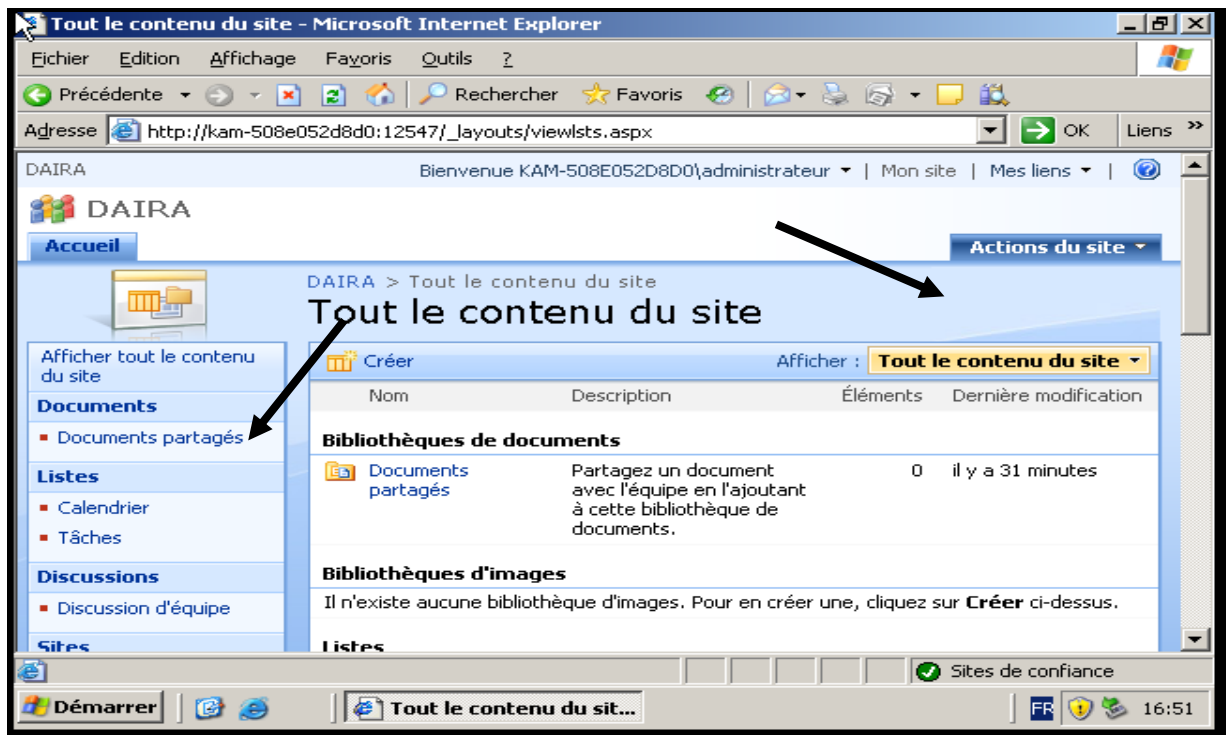 Tout le contenu du site - Microsoft Internet Explorer
Fichier Edition Affichage Favoris Outils ?
Précédente Rechercher Favoris
Adresse http://kam-508e052d8d0:12547/_layouts/viewlsts.aspx OK Liens »
DAIRA Bienvenue KAM-508E052D8D0\administrateur | Mon site | Mes liens |
DAIRA
Accueil Actions du site
DAIRA > Tout le contenu du site
Tout le contenu du site
Afficher tout le contenu
du site
Documents
Documents partagés
Listes
Calendrier
Tâches
Discussions
Discussion d'équipe
Sites
Créer Afficher : Tout le contenu du site
Nom Description Éléments Dernière modification
Bibliothèques de documents
Documents Partagez un document 0 il y a 31 minutes
partagés avec l'équipe en l'ajoutant
à cette bibliothèque de
documents.
Bibliothèques d'images
Il n'existe aucune bibliothèque d'images. Pour en créer une, cliquez sur Créer ci-dessus.
Listes
Sites de confiance
Démarrer Tout le contenu du sit... FR 16:51